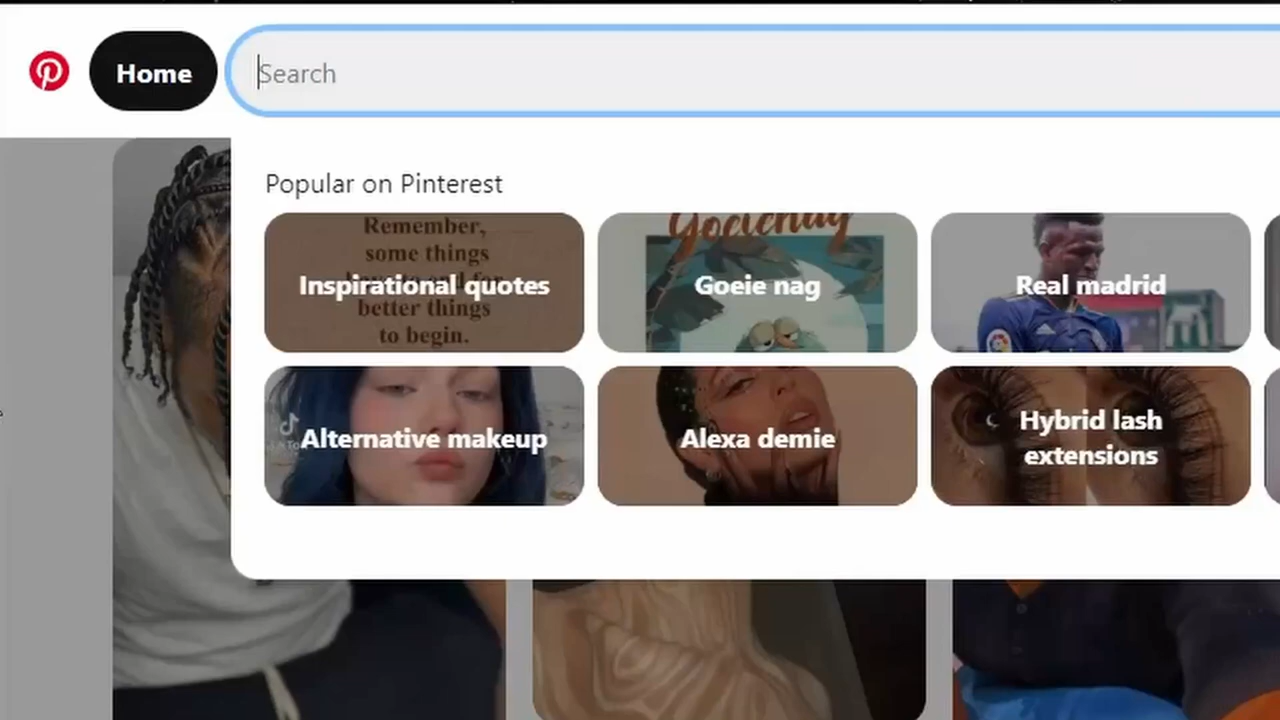 Home
Search
Popular on Pinterest
Remember,
some things
better things
to begin.
Inspirational quotes
Goeienag
Goeie nag
Real madrid
Alternative makeup
Alexa demie
Hybrid lash
extensions